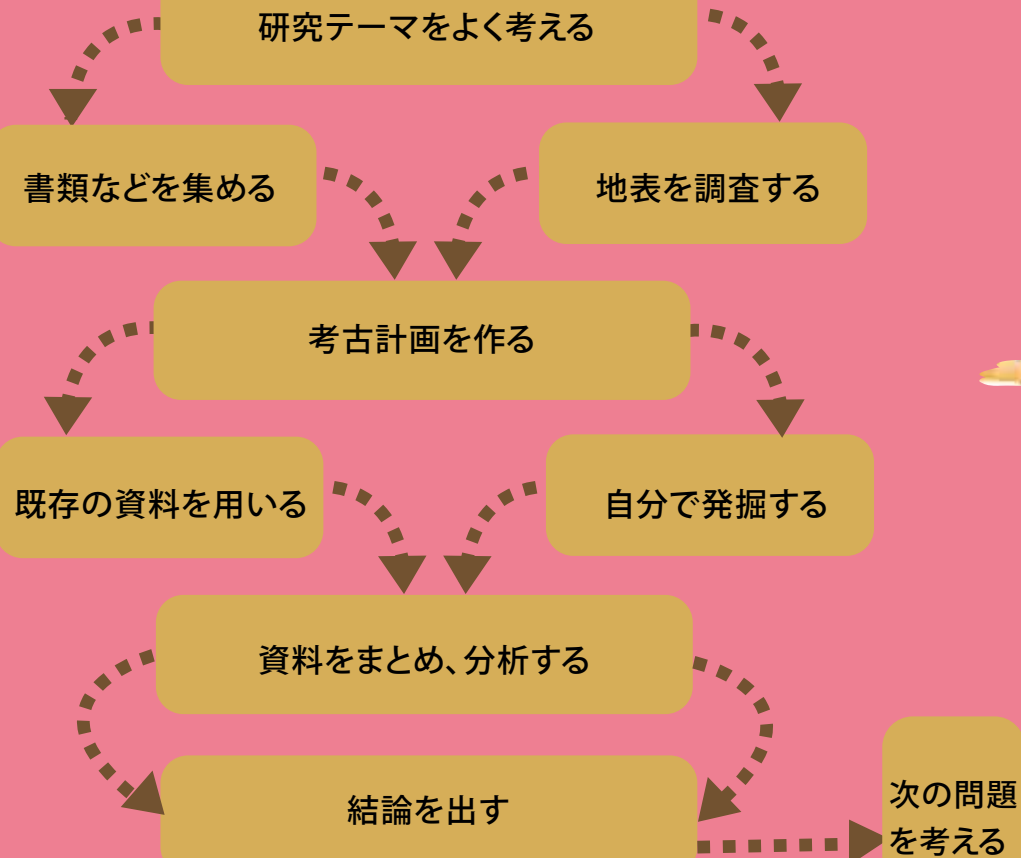 研究テーマをよく考える
書類などを集める
地表を調査する
考古計画を作る
既存の資料を用いる
自分で発掘する
資料をまとめ、分析する
結論を出す
次の問題
を考える